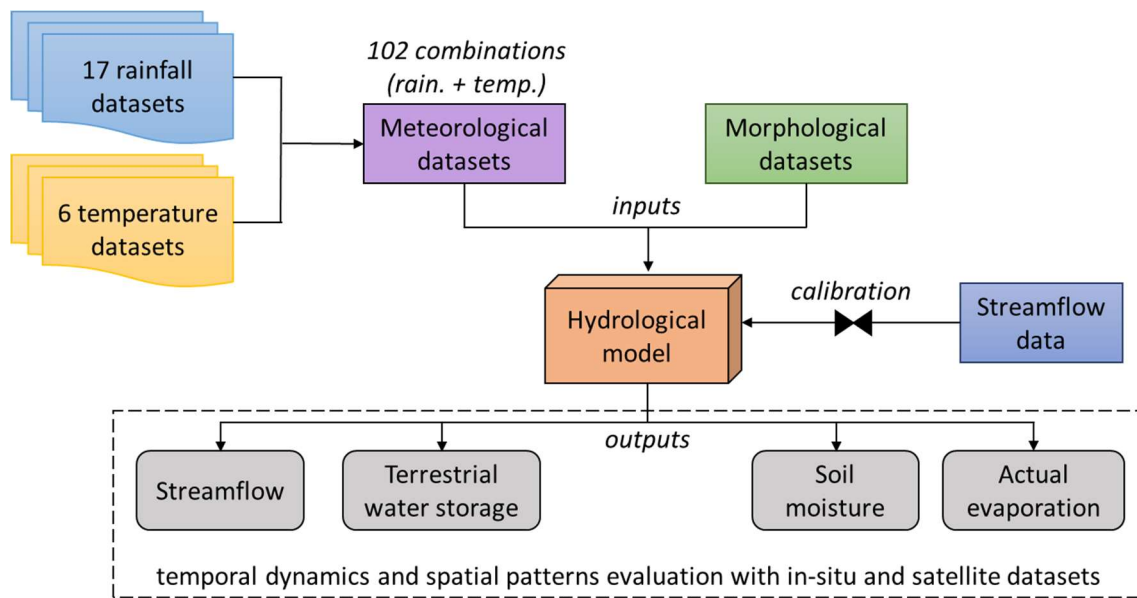 17 rainfall
datasets
6 temperature
datasets
102 combinations
(rain. + temp.)
Meteorological
datasets
Morphological
datasets
inputs
Hydrological
model
calibration
Streamflow
data
outputs
Streamflow
Terrestrial
water storage
Soil
moisture
Actual
evaporation
temporal dynamics and spatial patterns evaluation with in-situ and satellite datasets